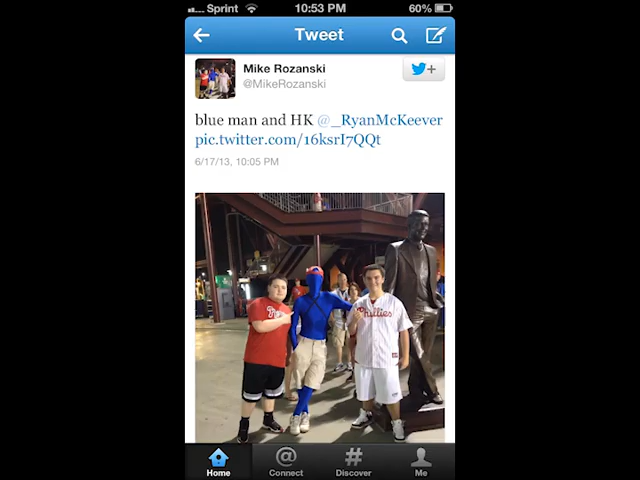 Sprint 10:53 PM 60%
Tweet
Mike Rozanski
@MikeRozanski
blue man and HK @_RyanMcKeever
pic.twitter.com/16ksrI7QQt
6/17/13, 10:05 PM
Phillies
Home Connect Discover Me